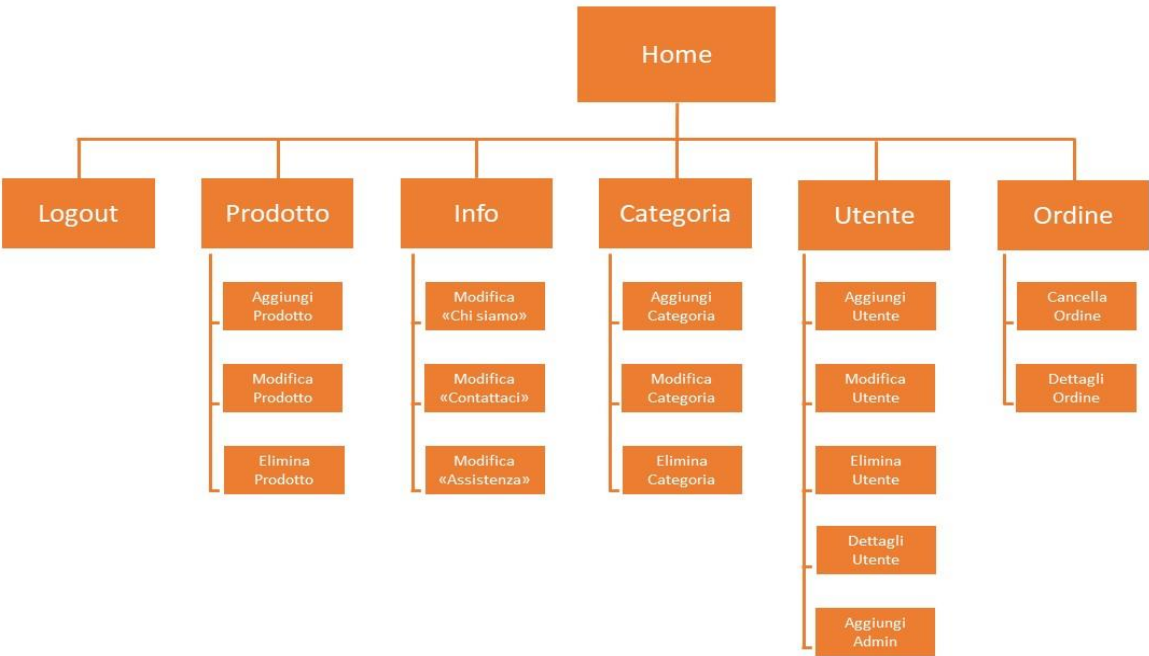 Home
Logout
Prodotto
Info
Categoria
Utente
Ordine
Aggiungi
Prodotto
Modifica
Prodotto
Elimina
Prodotto
Modifica
«Chi siamo»
Modifica
«Contattaci»
Modifica
«Assistenza»
Aggiungi
Categoria
Modifica
Categoria
Elimina
Categoria
Aggiungi
Utente
Modifica
Utente
Elimina
Utente
Dettagli
Utente
Aggiungi
Admin
Cancella
Ordine
Dettagli
Ordine